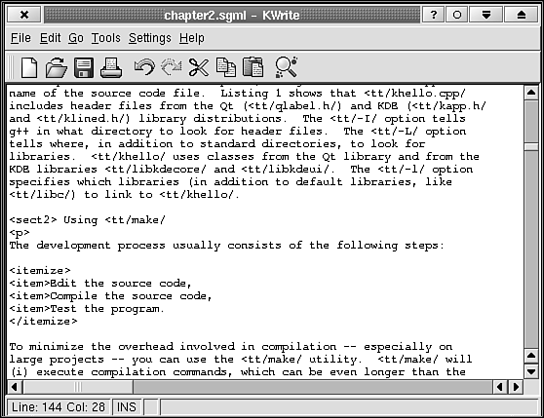 chapter2.sgml - KWrite
File Edit Go Tools Settings Help
name of the source code file.  Listing 1 shows that <tt/khello.cpp/
includes header files from the Qt (<tt/qlabel.h/) and KDE (<tt/kapp.h/
and <tt/klined.h/) library distributions.  The <tt/-I/ option tells
g++ in what directory to look for header files.  The <tt/-L/ option
tells where, in addition to standard directories, to look for
libraries.  <tt/khello/ uses classes from the Qt library and from the
KDE libraries <tt/libkdecore/ and <tt/libkdeui/.  The <tt/-l/ option
specifies which libraries (in addition to default libraries, like
<tt/libc/) to link to <tt/khello/.
<sect2> Using <tt/make/
<p>
The development process usually consists of the following steps:
<itemize>
<item>Edit the source code,
<item>Compile the source code,
<item>Test the program.
</itemize>
To minimize the overhead involved in compilation -- especially on
large projects -- you can use the <tt/make/ utility.  <tt/make/ will
(i) execute compilation commands, which can be even longer than the
Line: 144 Col: 28 INS